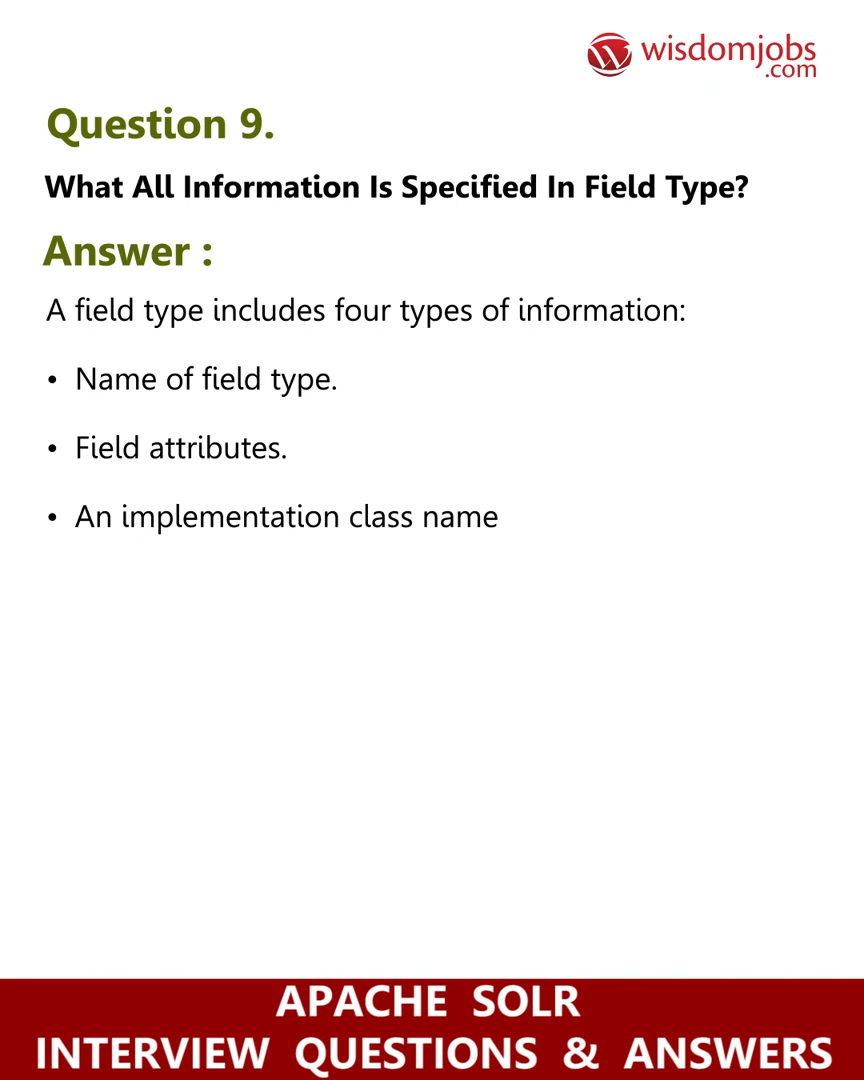 wisdomjobs
.com
Question 9.
What All Information Is Specified In Field Type?
Answer :
A field type includes four types of information:
• Name of field type.
• Field attributes.
• An implementation class name
APACHE SOLR
INTERVIEW QUESTIONS & ANSWERS